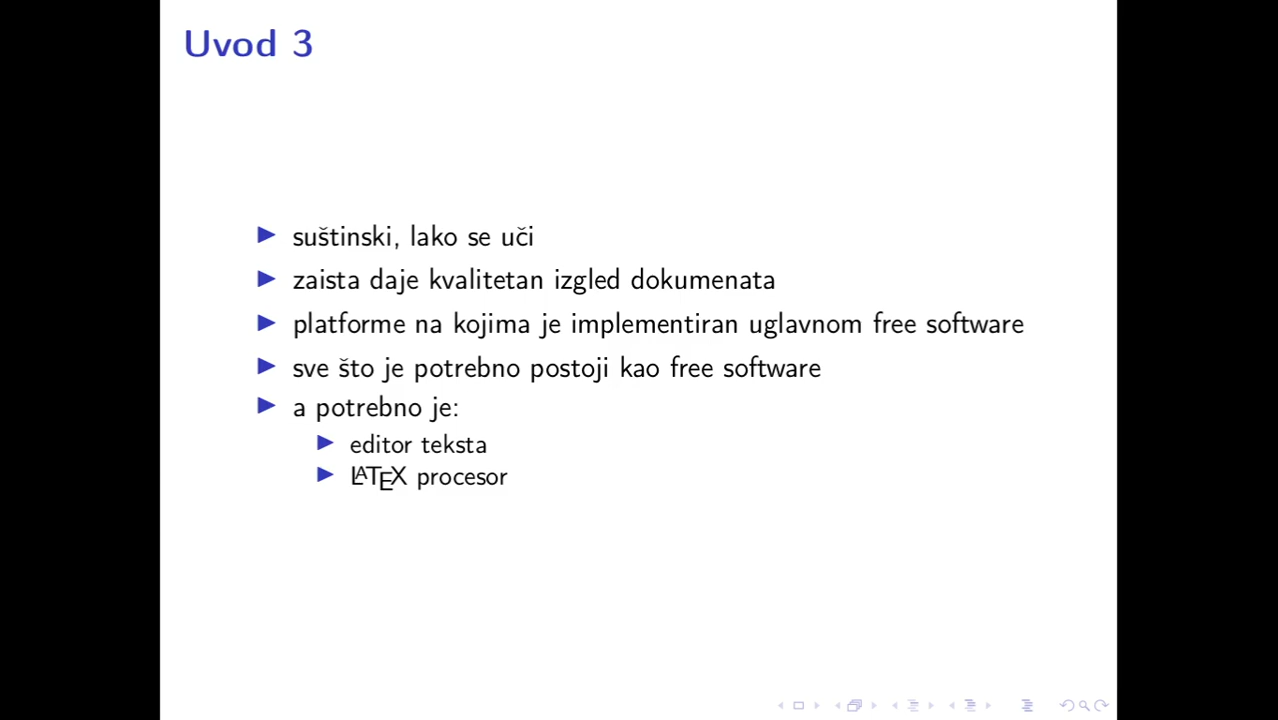 Uvod 3
suštinski, lako se uči
zaista daje kvalitetan izgled dokumenata
platforme na kojima je implementiran uglavnom free software
sve što je potrebno postoji kao free software
a potrebno je:
editor teksta
LATEX procesor